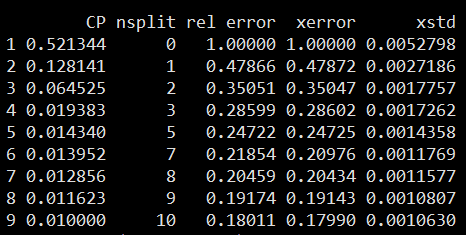 CP nsplit rel error xerror xstd
1 0.521344 0 1.00000 1.00000 0.0052798
2 0.128141 1 0.47866 0.47872 0.0027186
3 0.064525 2 0.35051 0.35047 0.0017757
4 0.019383 3 0.28599 0.28602 0.0017262
5 0.014340 5 0.24722 0.24725 0.0014358
6 0.013952 7 0.21854 0.20976 0.0011769
7 0.012856 8 0.20459 0.20434 0.0011577
8 0.011623 9 0.19174 0.19143 0.0010807
9 0.010000 10 0.18011 0.17990 0.0010630